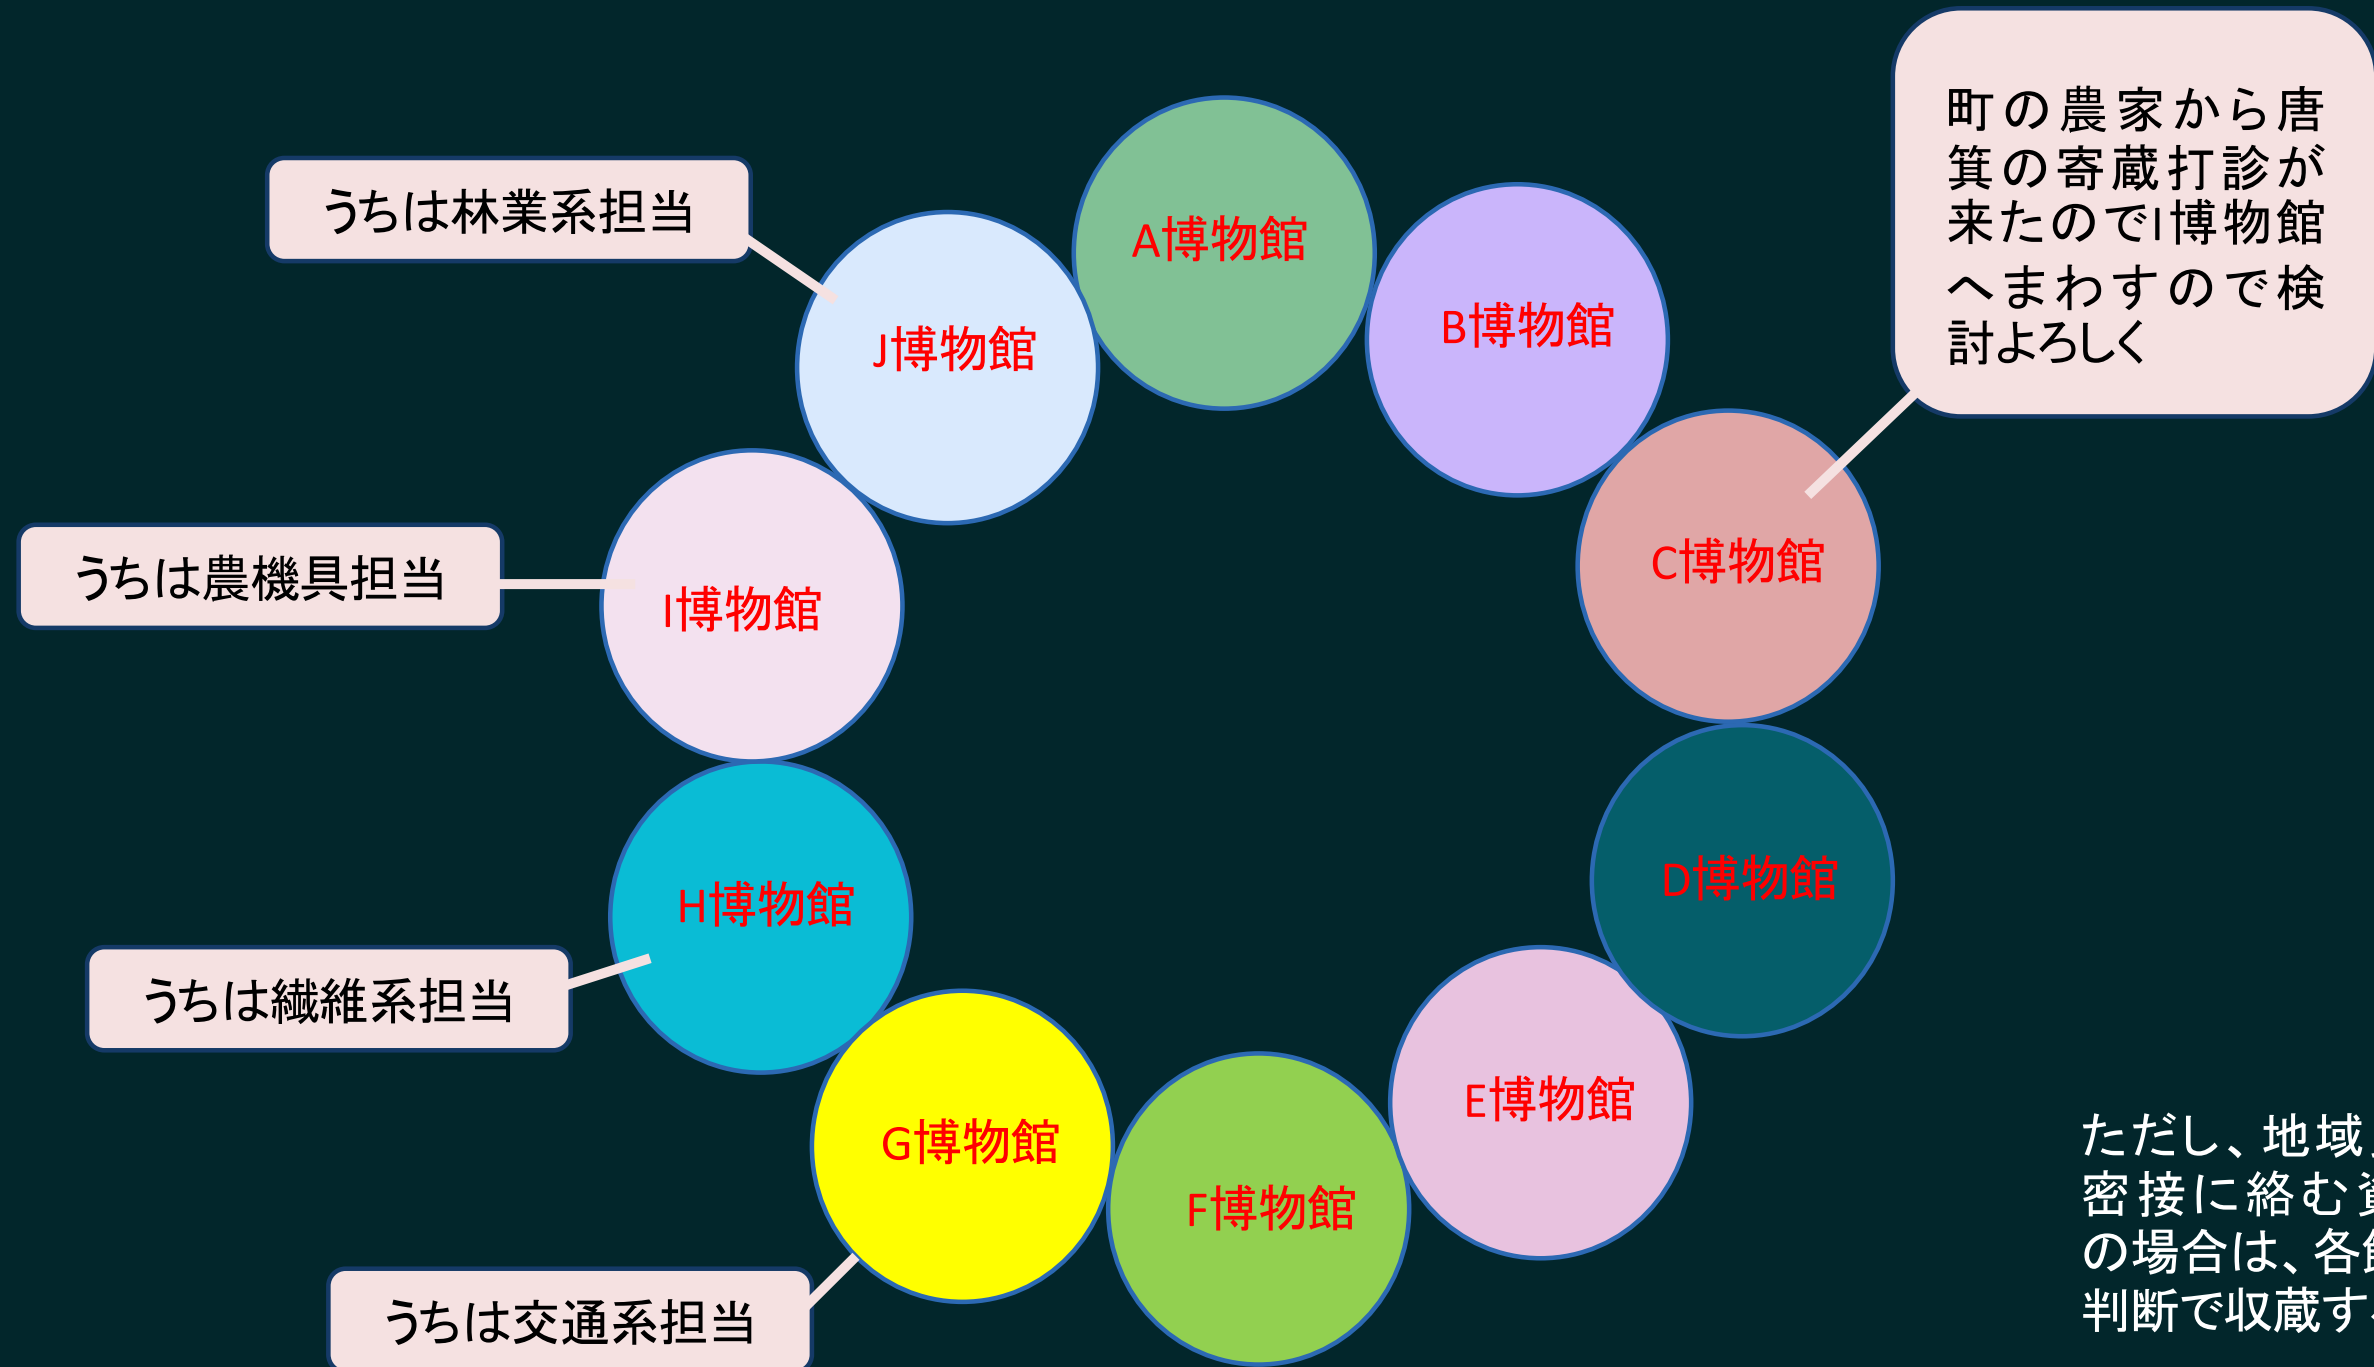 町の農家から唐
箕の寄蔵打診が
来たのでI博物館
へまわすので検
討よろしく
うちは林業系担当
A博物館
B博物館
J博物館
C博物館
うちは農機具担当
I博物館
D博物館
H博物館
うちは繊維系担当
E博物館
G博物館
F博物館
うちは交通系担当
ただし、地域
密接に絡む
の場合は、各
判断で収蔵す